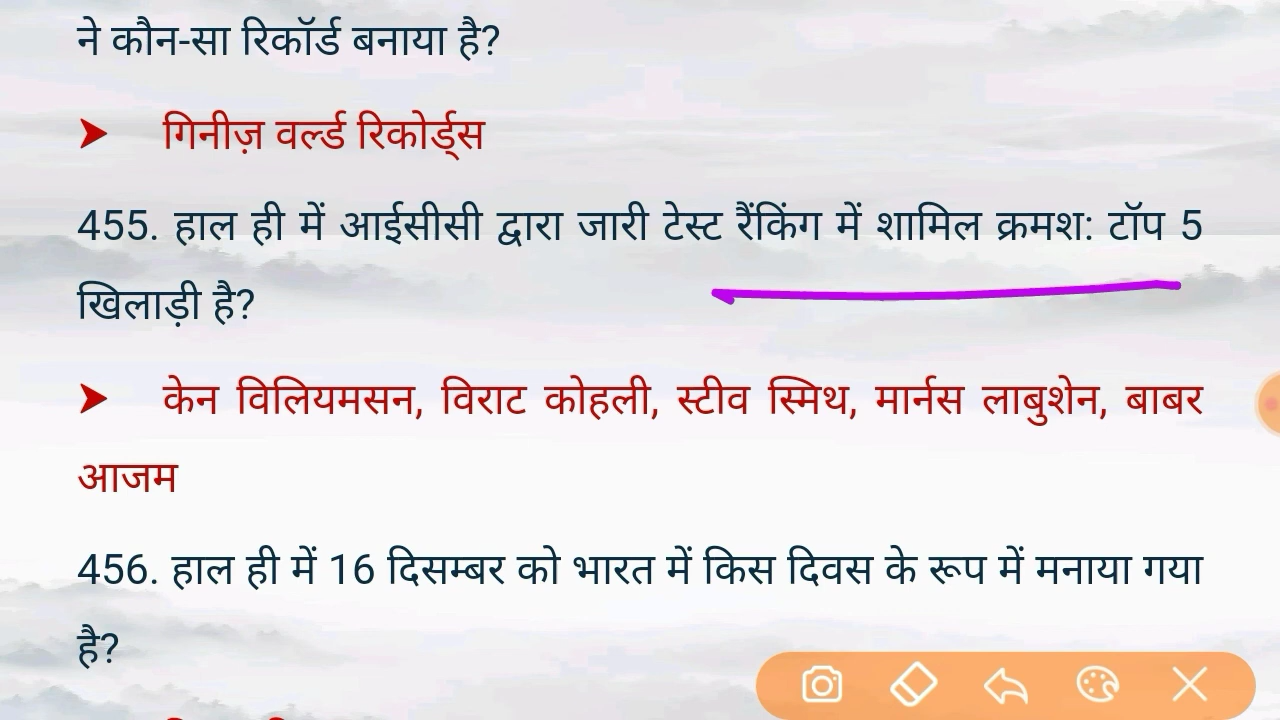 ने कौन-सा रिकॉर्ड बनाया है?
➤ गिनीज़ वर्ल्ड रिकोर्ड्स
455. हाल ही में आईसीसी द्वारा जारी टेस्ट रैंकिंग में शामिल क्रमश: टॉप 5
खिलाड़ी है?
➤ केन विलियमसन, विराट कोहली, स्टीव स्मिथ, मार्नस लाबुशेन, बाबर
आजम
456. हाल ही में 16 दिसम्बर को भारत में किस दिवस के रूप में मनाया गया
है?